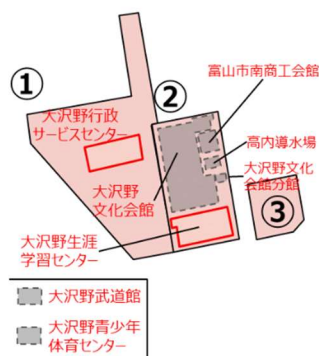 ①
②
③
富山市南商工会館
大沢野行政
サービスセンター
高内導水場
大沢野文化
会館分館
大沢野
文化会館
大沢野生涯
学習センター
大沢野武道館
大沢野青少年
体育センター